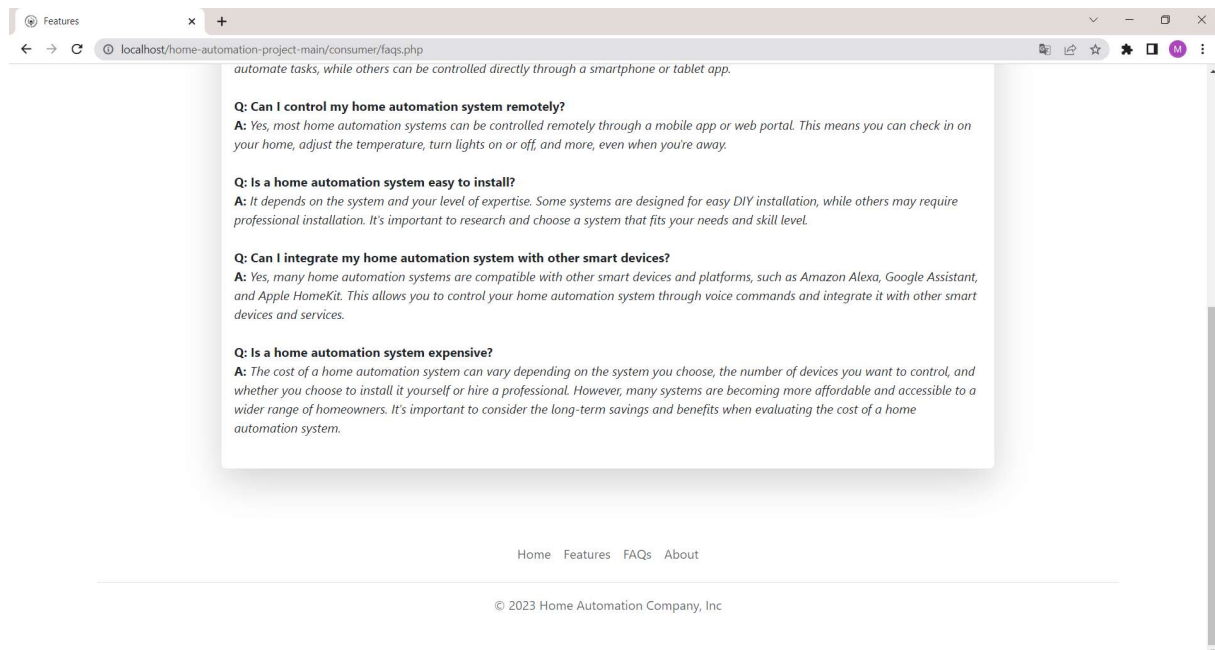 Features
localhost/home-automation-project-main/consumer/faqs.php
M
automate tasks, while others can be controlled directly through a smartphone or tablet app.
Q: Can I control my home automation system remotely?
A: Yes, most home automation systems can be controlled remotely through a mobile app or web portal. This means you can check in on
your home, adjust the temperature, turn lights on or off, and more, even when you're away.
Q: Is a home automation system easy to install?
A: It depends on the system and your level of expertise. Some systems are designed for easy DIY installation, while others may require
professional installation. It's important to research and choose a system that fits your needs and skill level.
Q: Can I integrate my home automation system with other smart devices?
A: Yes, many home automation systems are compatible with other smart devices and platforms, such as Amazon Alexa, Google Assistant,
and Apple HomeKit. This allows you to control your home automation system through voice commands and integrate it with other smart
devices and services.
Q: Is a home automation system expensive?
A: The cost of a home automation system can vary depending on the system you choose, the number of devices you want to control, and
whether you choose to install it yourself or hire a professional. However, many systems are becoming more affordable and accessible to a
wider range of homeowners. It's important to consider the long-term savings and benefits when evaluating the cost of a home
automation system.
Home Features FAQs About
© 2023 Home Automation Company, Inc